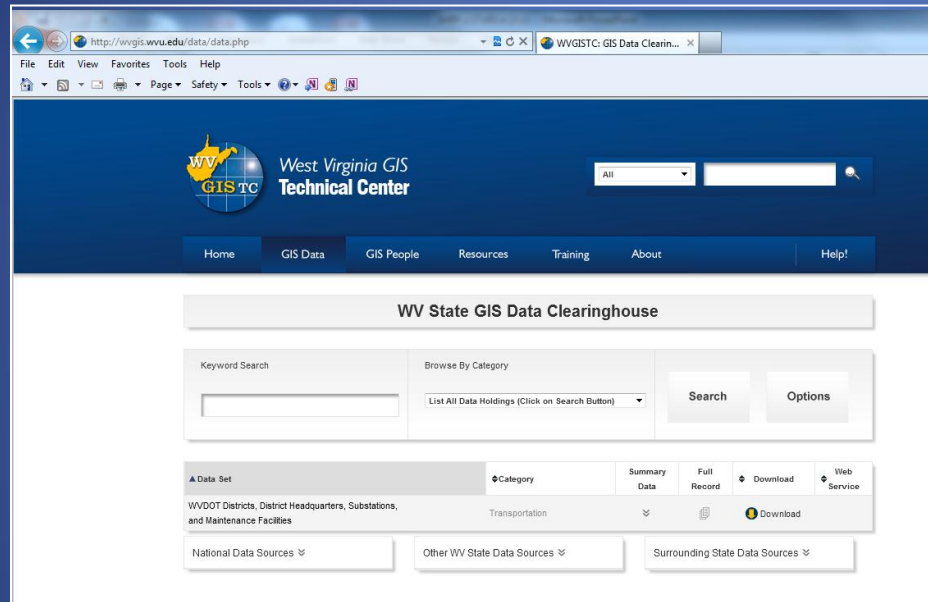 http://wvgis.wvu.edu/data/data.php
WVGISTC: GIS Data Clearin...
File Edit View Favorites Tools Help
Page Safety Tools
WV
GIS TC
West Virginia GIS
Technical Center
All
Home GIS Data GIS People Resources Training About Help!
WV State GIS Data Clearinghouse
Keyword Search Browse By Category
List All Data Holdings (Click on Search Button)
Search Options
Data Set Category Summary Data Full Record Download Web Service
WVDOT Districts, District Headquarters, Substations,
and Maintenance Facilities
Transportation Download
National Data Sources Other WV State Data Sources Surrounding State Data Sources